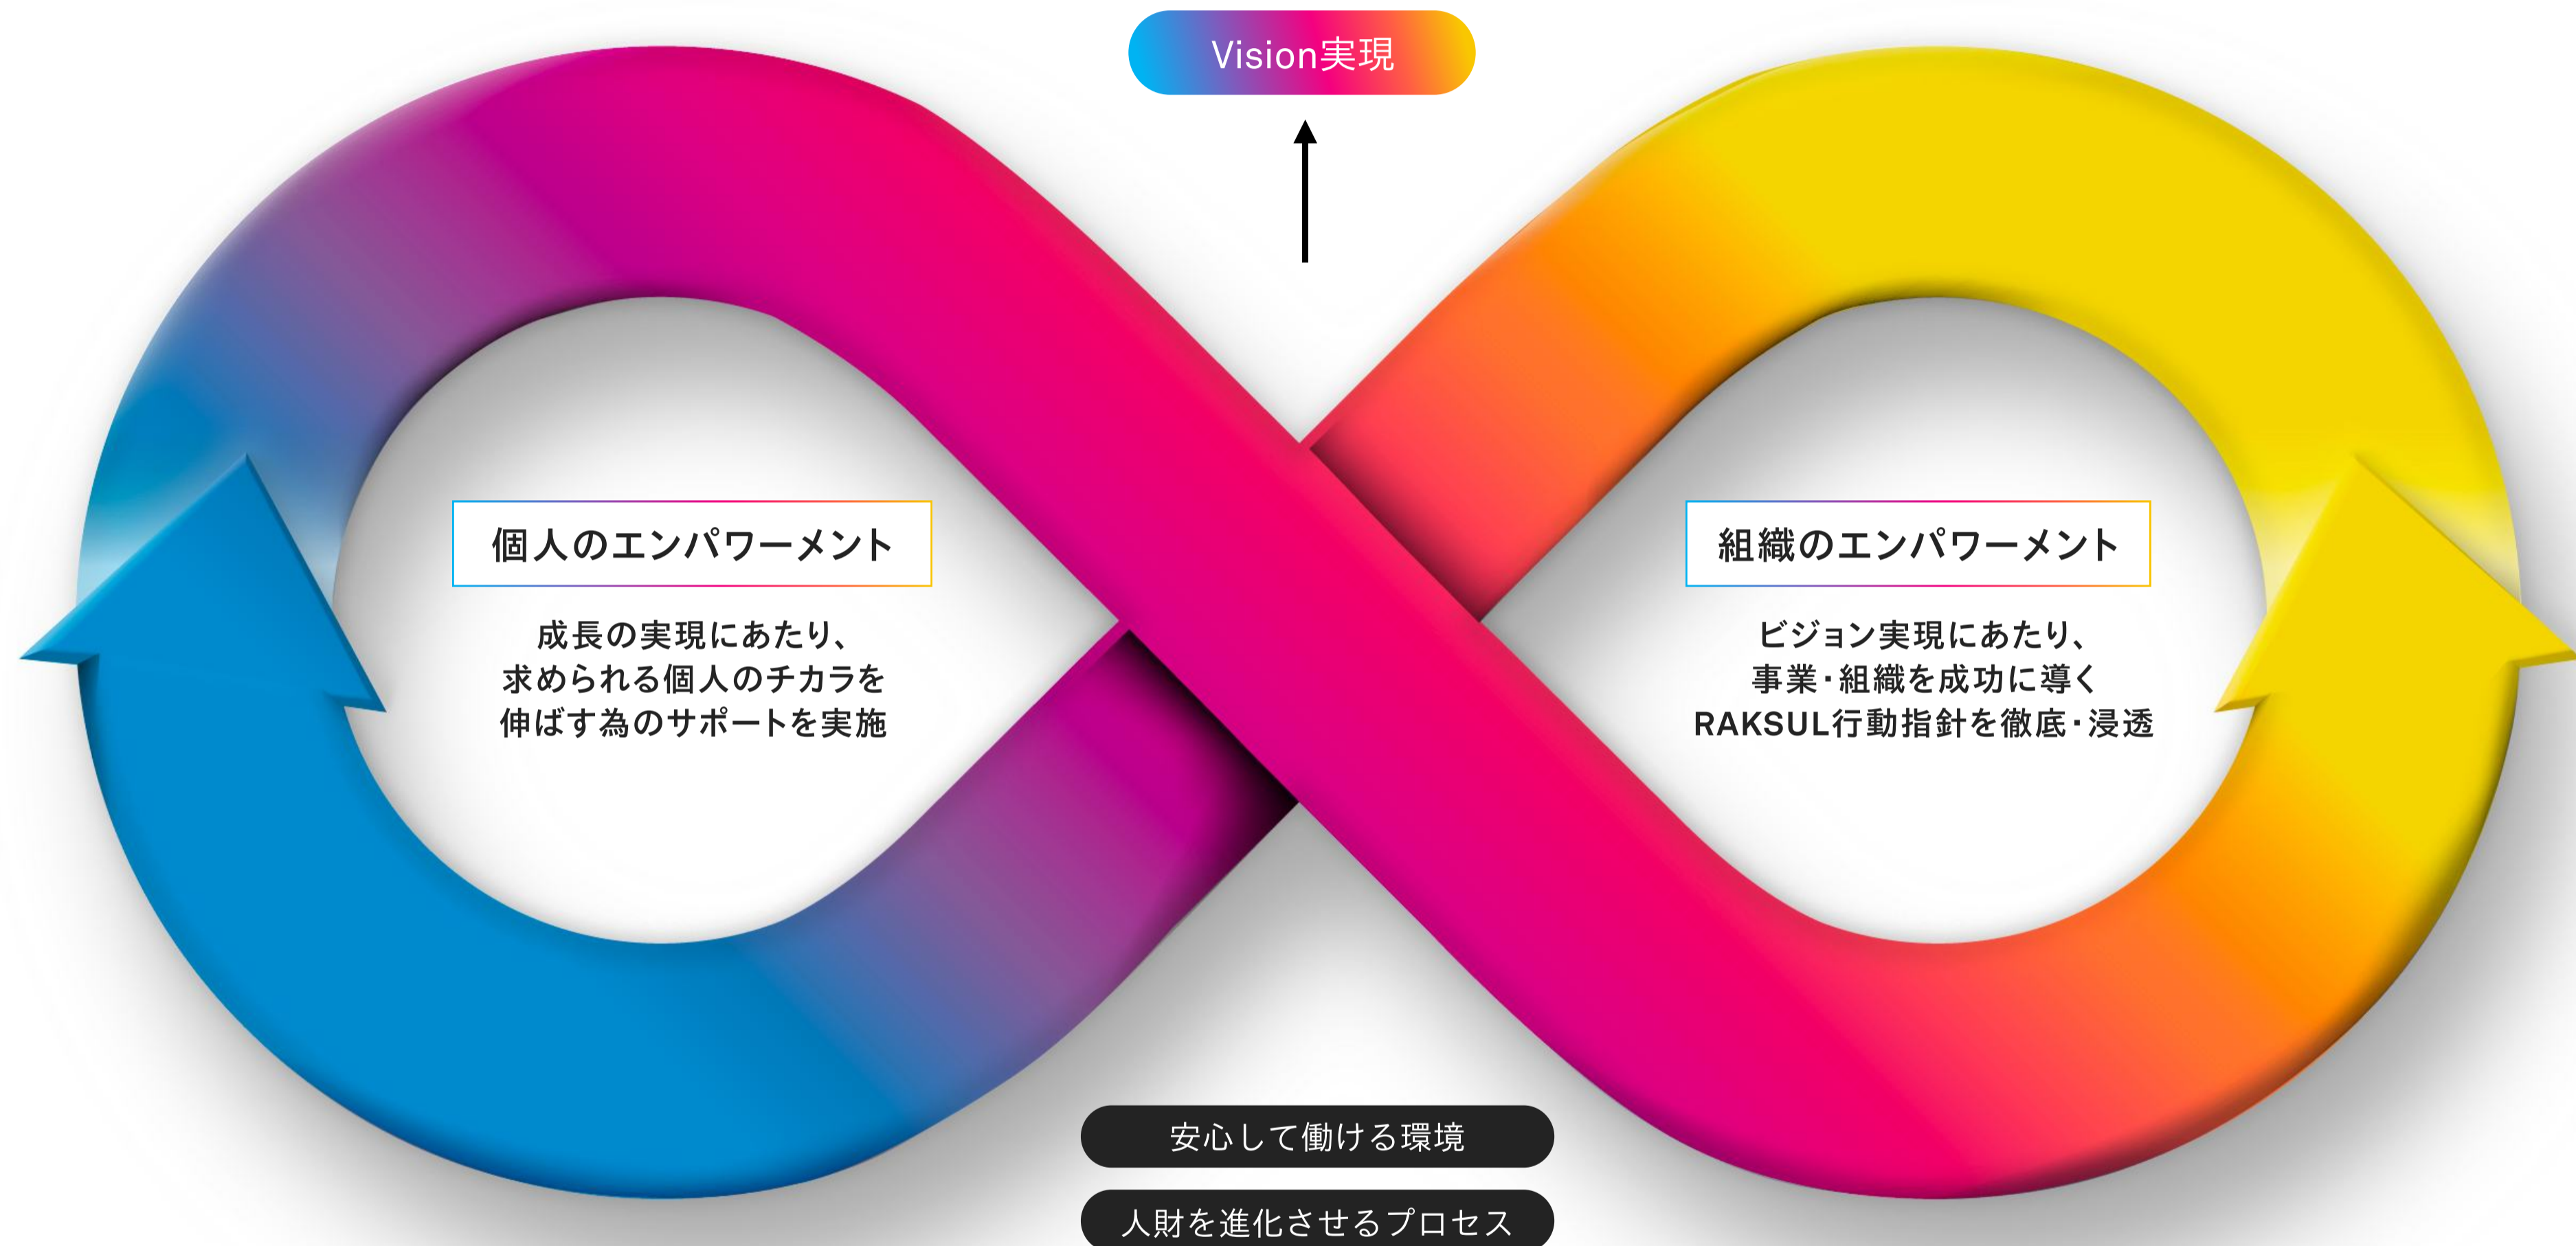 Vision実現
個人のエンパワーメント
成長の実現にあたり、
求められる個人のチカラを
伸ばす為のサポートを実施
組織のエンパワーメント
ビジョン実現にあたり、
事業・組織を成功に導く
RAKSUL行動指針を徹底・浸透
安心して働ける環境
人財を進化させるプロセス